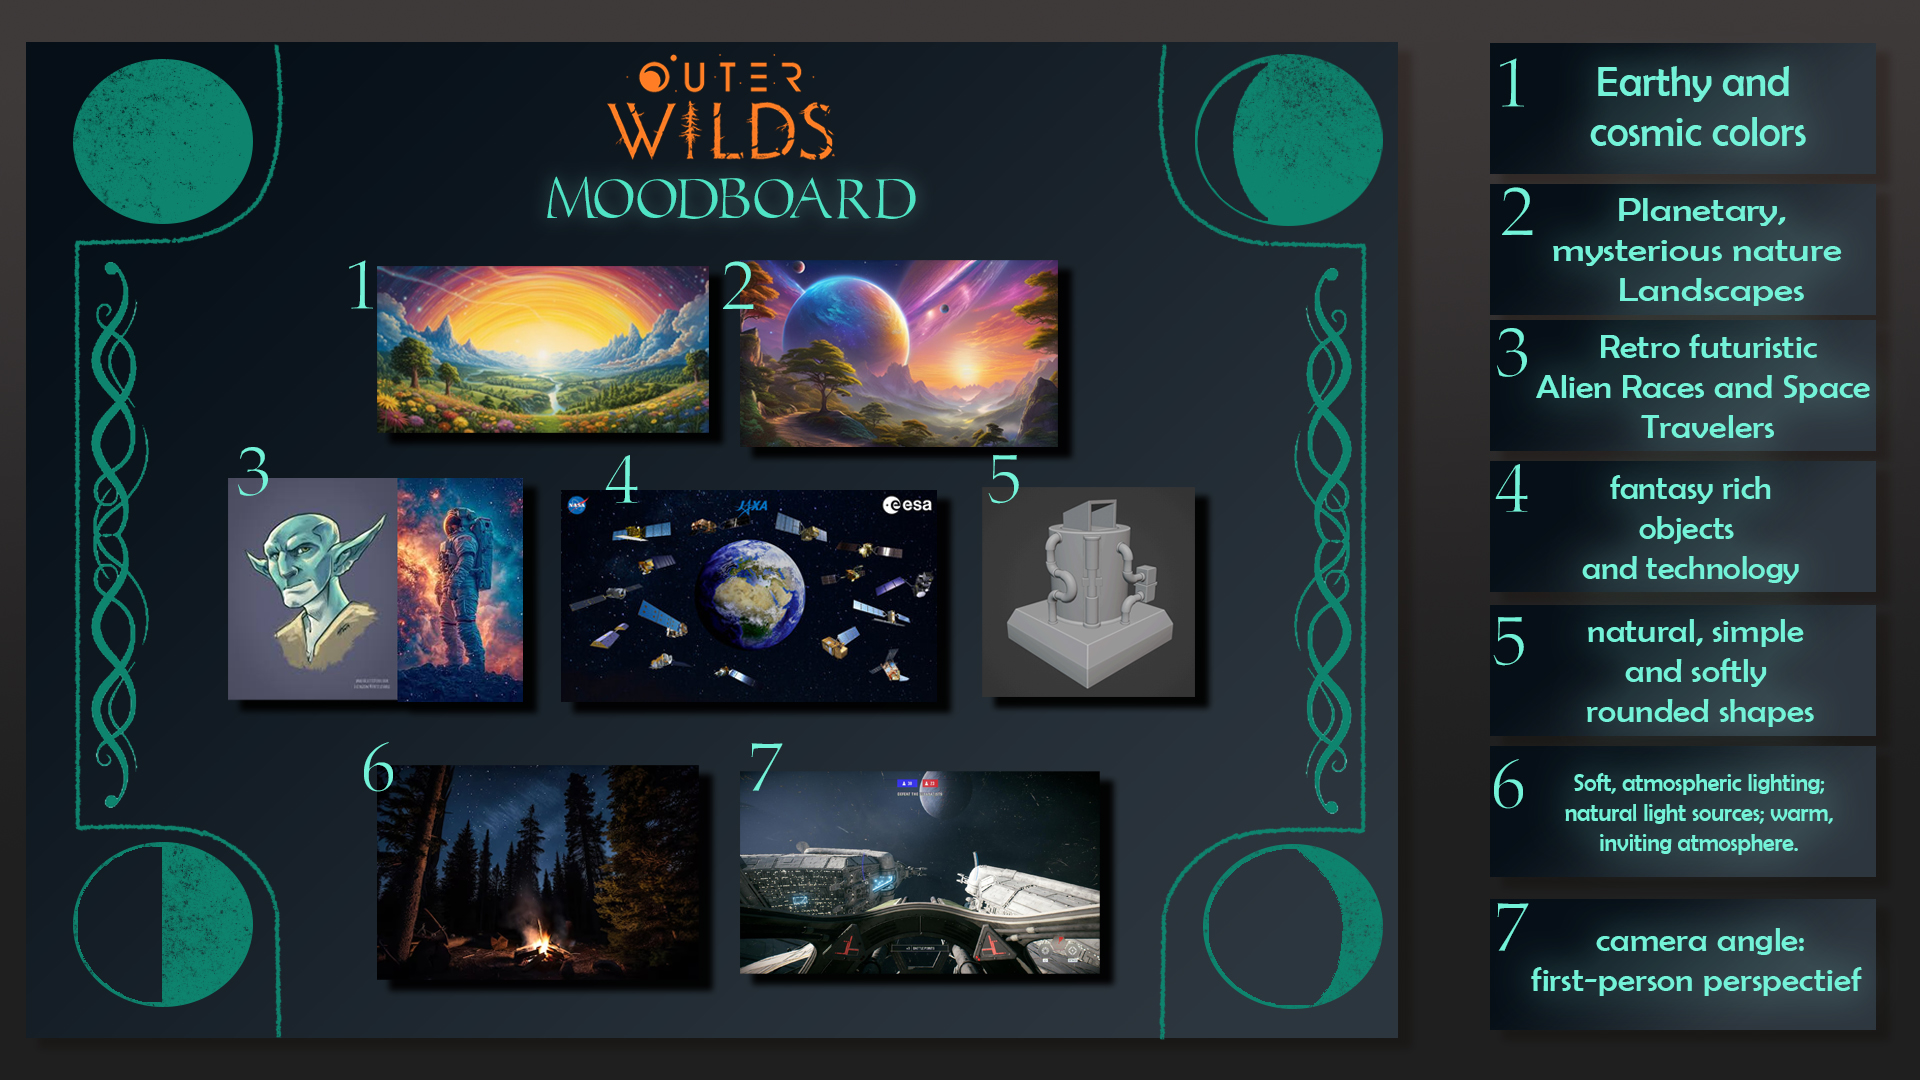 OUTER
WILDS
MOODBOARD
1
2
3
4
5
NASA
JAXA
esa
6
7
1
Earthy and
cosmic colors
2
Planetary,
mysterious nature
Landscapes
3
Retro futuristic
Alien Races and Space
Travelers
4
fantasy rich
objects
and technology
5
natural, simple
and softly
rounded shapes
6
Soft, atmospheric lighting;
natural light sources; warm,
inviting atmosphere.
7
camera angle:
first-person perspectief